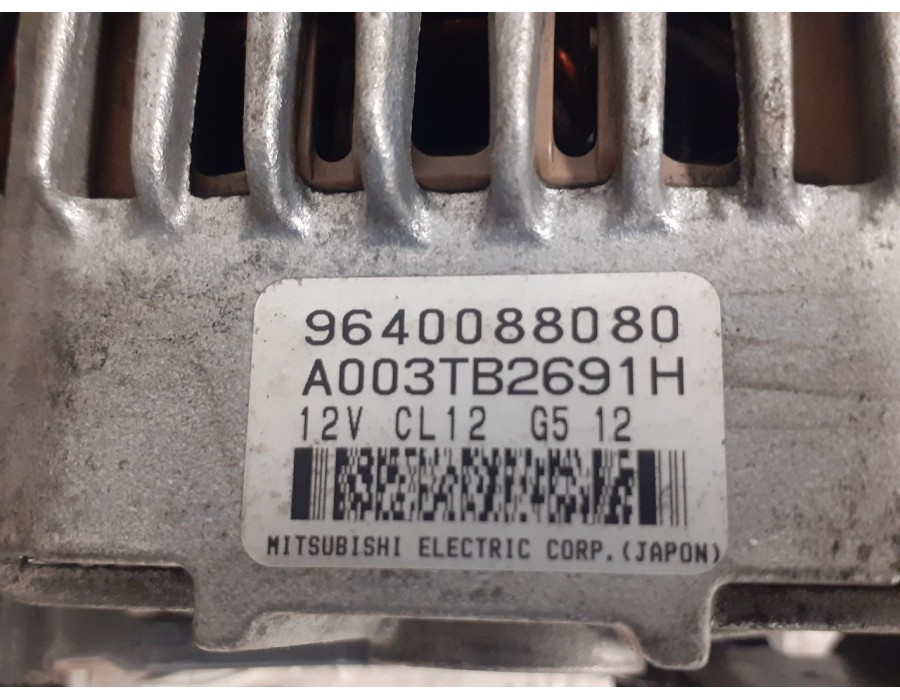 9640088080
A003TB2691H
12V CL12 G5 12
MITSUBISHI ELECTRIC CORP.(JAPON)